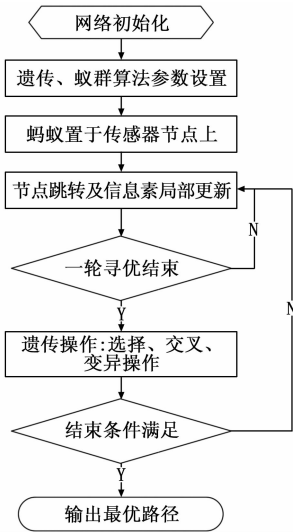 网络初始化
遗传、蚁群算法参数设置
蚂蚁置于传感器节点上
节点跳转及信息素局部更新
N
一轮寻优结束
N
Y
遗传操作:选择、交叉、
变异操作
结束条件满足
Y
输出最优路径